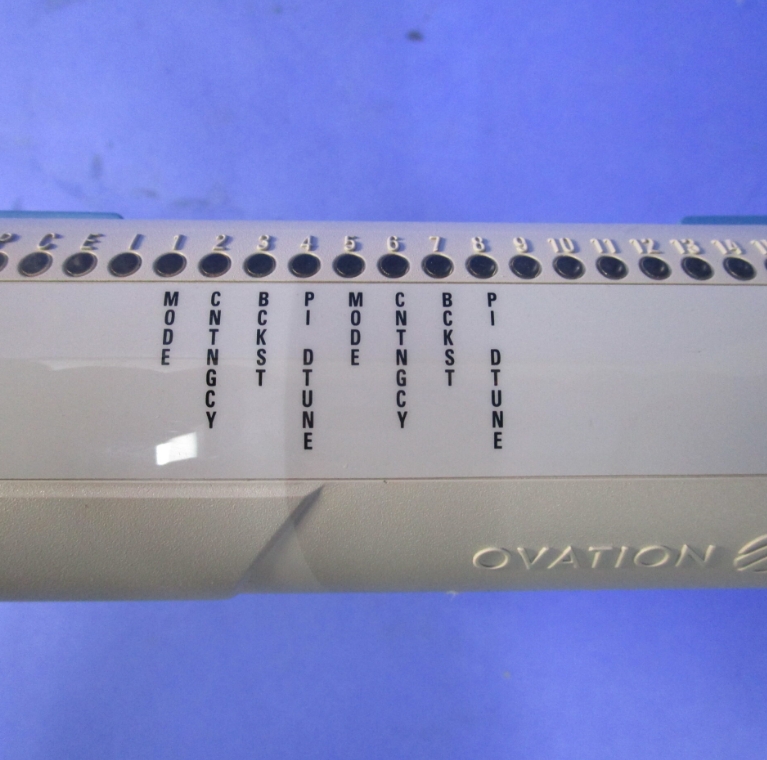 P C E I 1 2 3 4 5 6 7 8 9 10 11 12 13 14
MODE
CNTNGCY
BCKST
PI DTUNE
MODE
CNTNGCY
BCKST
PI DTUNE
OVATION